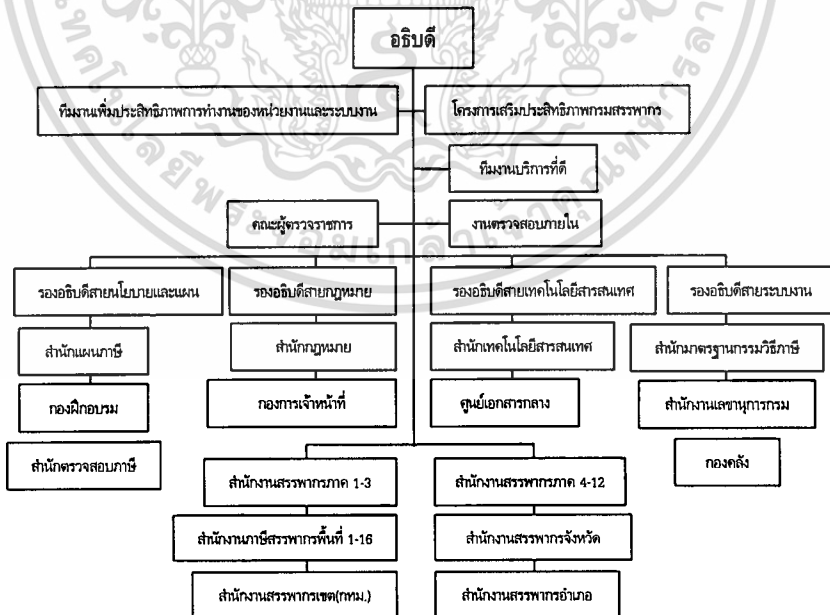 อธิบดี
ทีมงานเพิ่มประสิทธิภาพการทำงานของหน่วยงานและระบบงาน
โครงการเสริมประสิทธิภาพกรมสรรพากร
ทีมงานบริการที่ดี
คณะผู้ตรวจราชการ
งานตรวจสอบภายใน
รองอธิบดีสายนโยบายและแผน
รองอธิบดีสายกฎหมาย
รองอธิบดีสายเทคโนโลยีสารสนเทศ
รองอธิบดีสายระบบงาน
สำนักแผนภาษี
สำนักกฎหมาย
สำนักเทคโนโลยีสารสนเทศ
สำนักมาตรฐานกรรมวิธีภาษี
กองฝึกอบรม
กองการเจ้าหน้าที่
ศูนย์เอกสารกลาง
สำนักงานเลขานุการกรม
สำนักตรวจสอบภาษี
กองคลัง
สำนักงานสรรพากรภาค 1-3
สำนักงานสรรพากรภาค 4-12
สำนักงานภาษีสรรพากรพื้นที่ 1-16
สำนักงานสรรพากรจังหวัด
สำนักงานสรรพากรเขต(กทม.)
สำนักงานสรรพากรอำเภอ